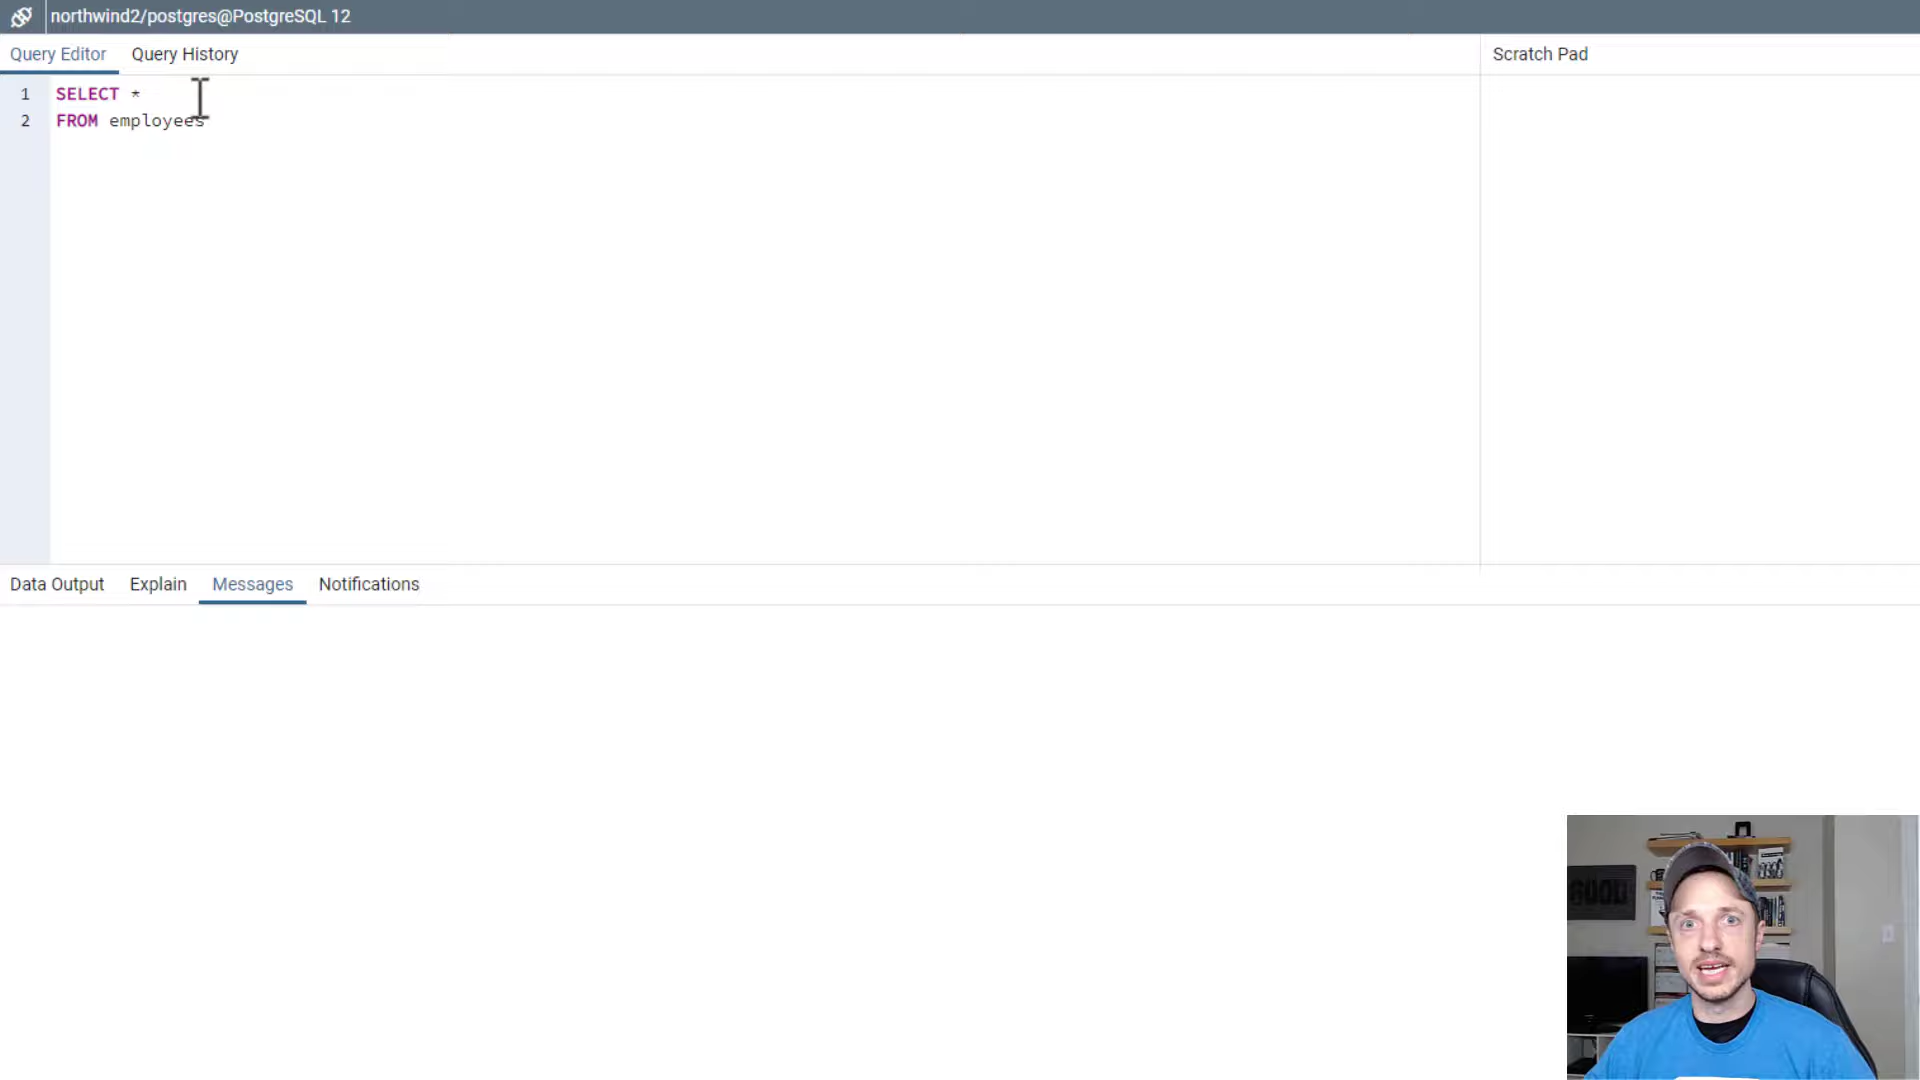 northwind2/postgres@PostgreSQL 12
Query Editor Query History Scratch Pad
1 SELECT *
2 FROM employees
Data Output Explain Messages Notifications
GOOD